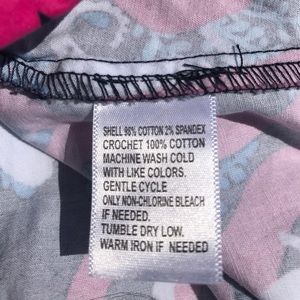 SHELL 98% COTTON 2% SPANDEX
CROCHET 100% COTTON
MACHINE WASH COLD
WITH LIKE COLORS.
GENTLE CYCLE
ONLY NON-CHLORINE BLEACH
IF NEEDED.
TUMBLE DRY LOW.
WARM IRON IF NEEDED